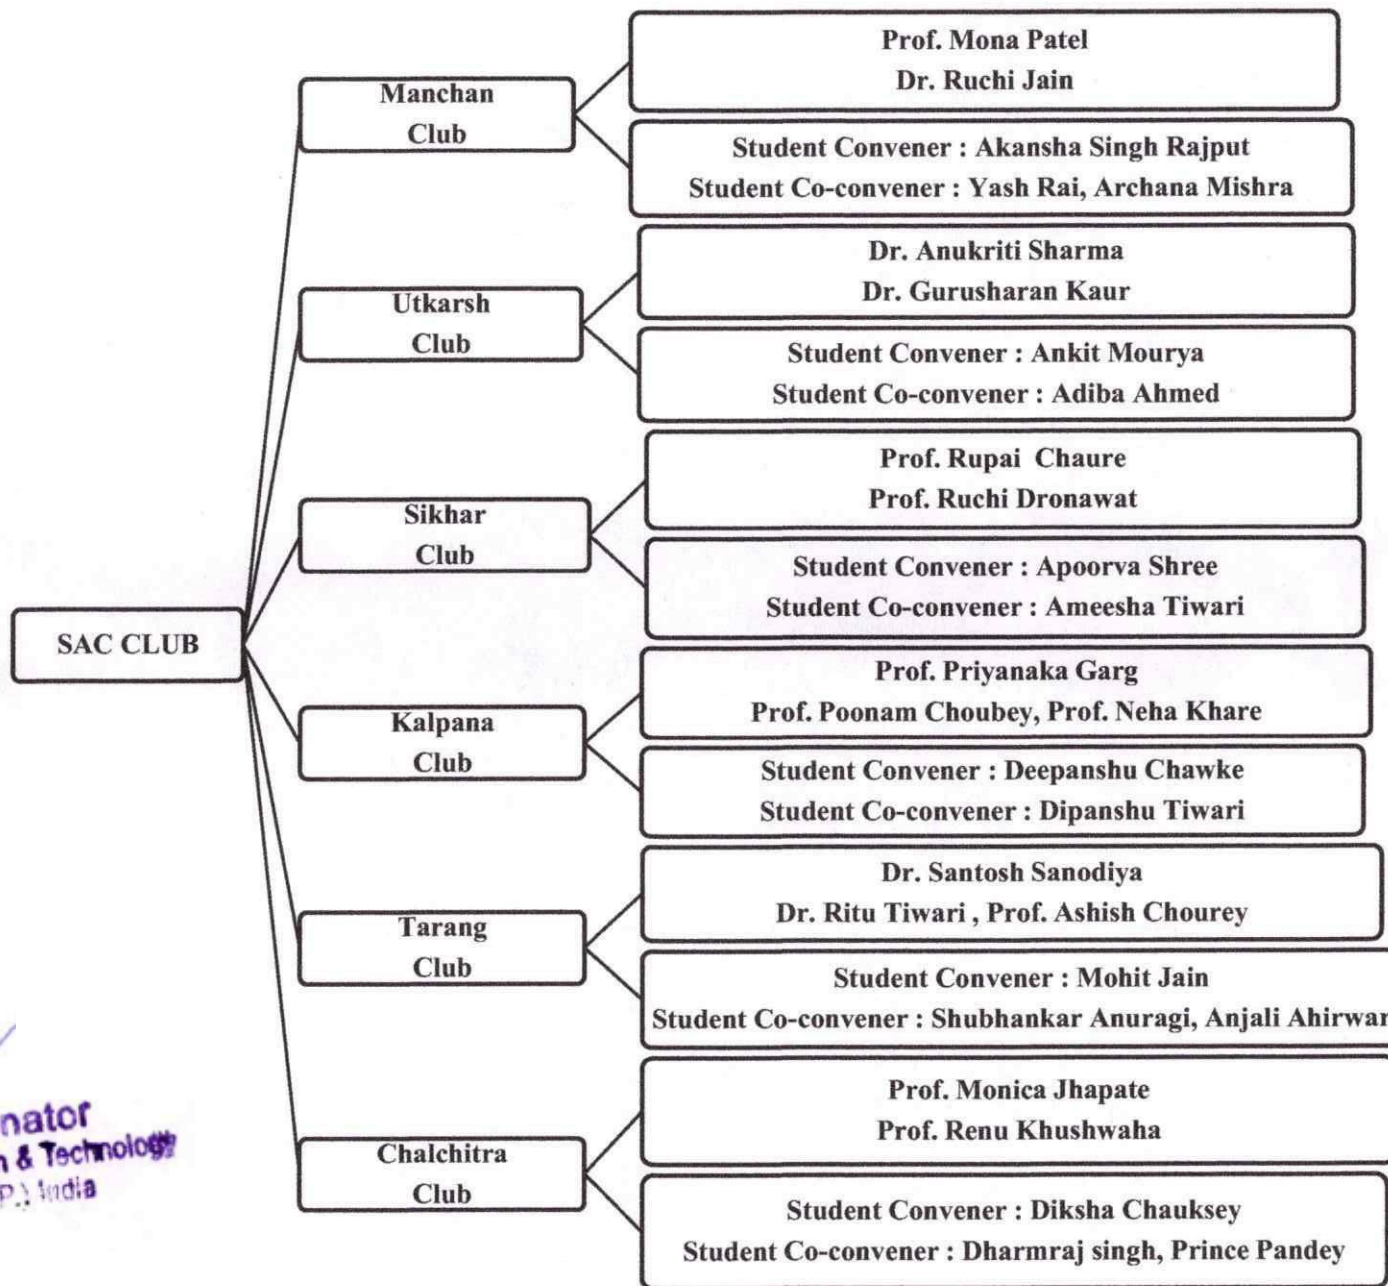 SAC CLUB
Manchan
Club
Prof. Mona Patel
Dr. Ruchi Jain
Student Convener : Akansha Singh Rajput
Student Co-convener : Yash Rai, Archana Mishra
Utkarsh
Club
Dr. Anukriti Sharma
Dr. Gurusharan Kaur
Student Convener : Ankit Mourya
Student Co-convener : Adiba Ahmed
Sikhar
Club
Prof. Rupai Chaure
Prof. Ruchi Dronawat
Student Convener : Apoorva Shree
Student Co-convener : Ameesha Tiwari
Kalpana
Club
Prof. Priyanaka Garg
Prof. Poonam Choubey, Prof. Neha Khare
Student Convener : Deepanshu Chawke
Student Co-convener : Dipanshu Tiwari
Tarang
Club
Dr. Santosh Sanodiya
Dr. Ritu Tiwari , Prof. Ashish Chourey
Student Convener : Mohit Jain
Student Co-convener : Shubhankar Anuragi, Anjali Ahirwar
Chalchitra
Club
Prof. Monica Jhapate
Prof. Renu Khushwaha
Student Convener : Diksha Chauksey
Student Co-convener : Dharmraj singh, Prince Pandey
nator
& Technology
P.) India